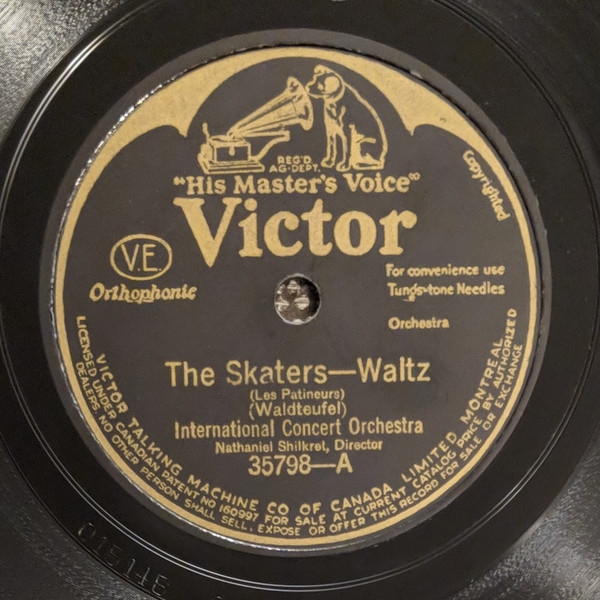 REG'D.
AG-DEPT.
"His Master's Voice"
Victor
Copyrighted
V.E.
Orthophonic
For convenience use
Tungs-tone Needles
Orchestra
The Skaters—Waltz
(Les Patineurs)
(Waldteufel)
International Concert Orchestra
Nathaniel Shilkret, Director
35798—A
VICTOR TALKING MACHINE CO OF CANADA, LIMITED, MONTREAL
LICENSED UNDER CANADIAN PATENT NO 160997 FOR SALE AT CURRENT CATALOG PRICE BY AUTHORIZED
DEALERS, NO OTHER PERSON SHALL SELL, EXPOSE OR OFFER THIS RECORD FOR SALE OR EXCHANGE